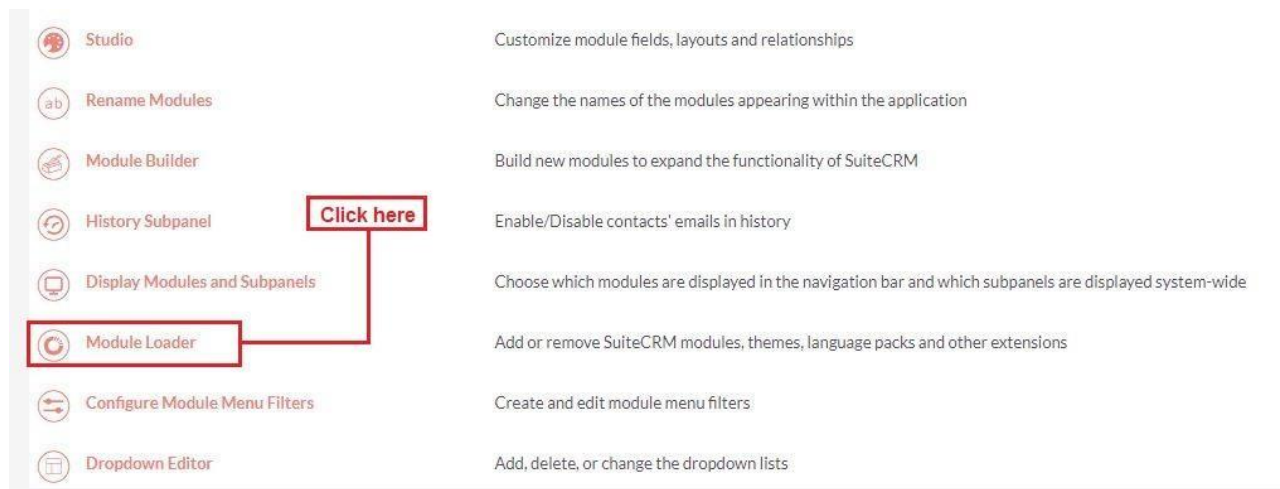 Studio Customize module fields, layouts and relationships
ab Rename Modules Change the names of the modules appearing within the application
Module Builder Build new modules to expand the functionality of SuiteCRM
History Subpanel Click here Enable/Disable contacts' emails in history
Display Modules and Subpanels Choose which modules are displayed in the navigation bar and which subpanels are displayed system-wide
Module Loader Add or remove SuiteCRM modules, themes, language packs and other extensions
Configure Module Menu Filters Create and edit module menu filters
Dropdown Editor Add, delete, or change the dropdown lists